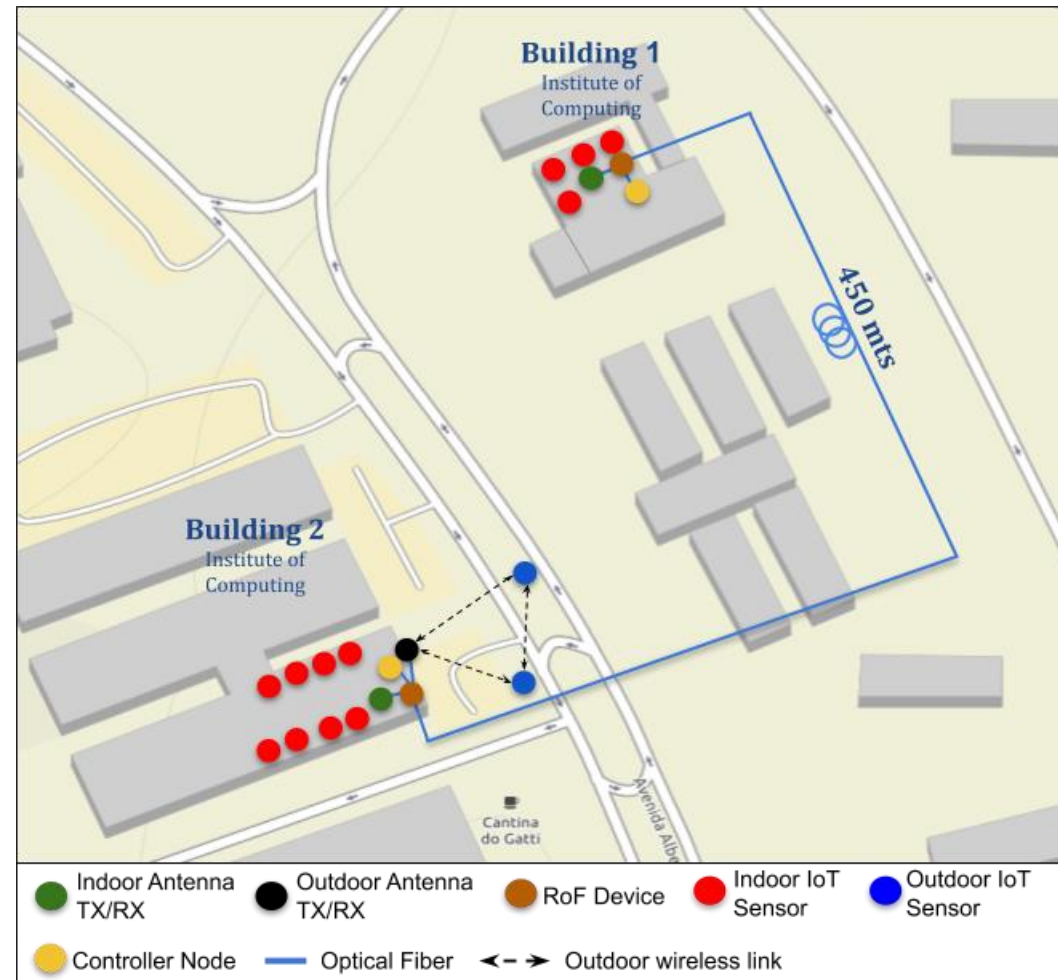 Building 1
Institute of
Computing
450 mts
Building 2
Institute of
Computing
Cantina
do Gatti
Avenida Albe
Indoor Antenna
TX/RX
Outdoor Antenna
TX/RX
RoF Device
Indoor IoT
Sensor
Outdoor IoT
Sensor
Controller Node
Optical Fiber
Outdoor wireless link